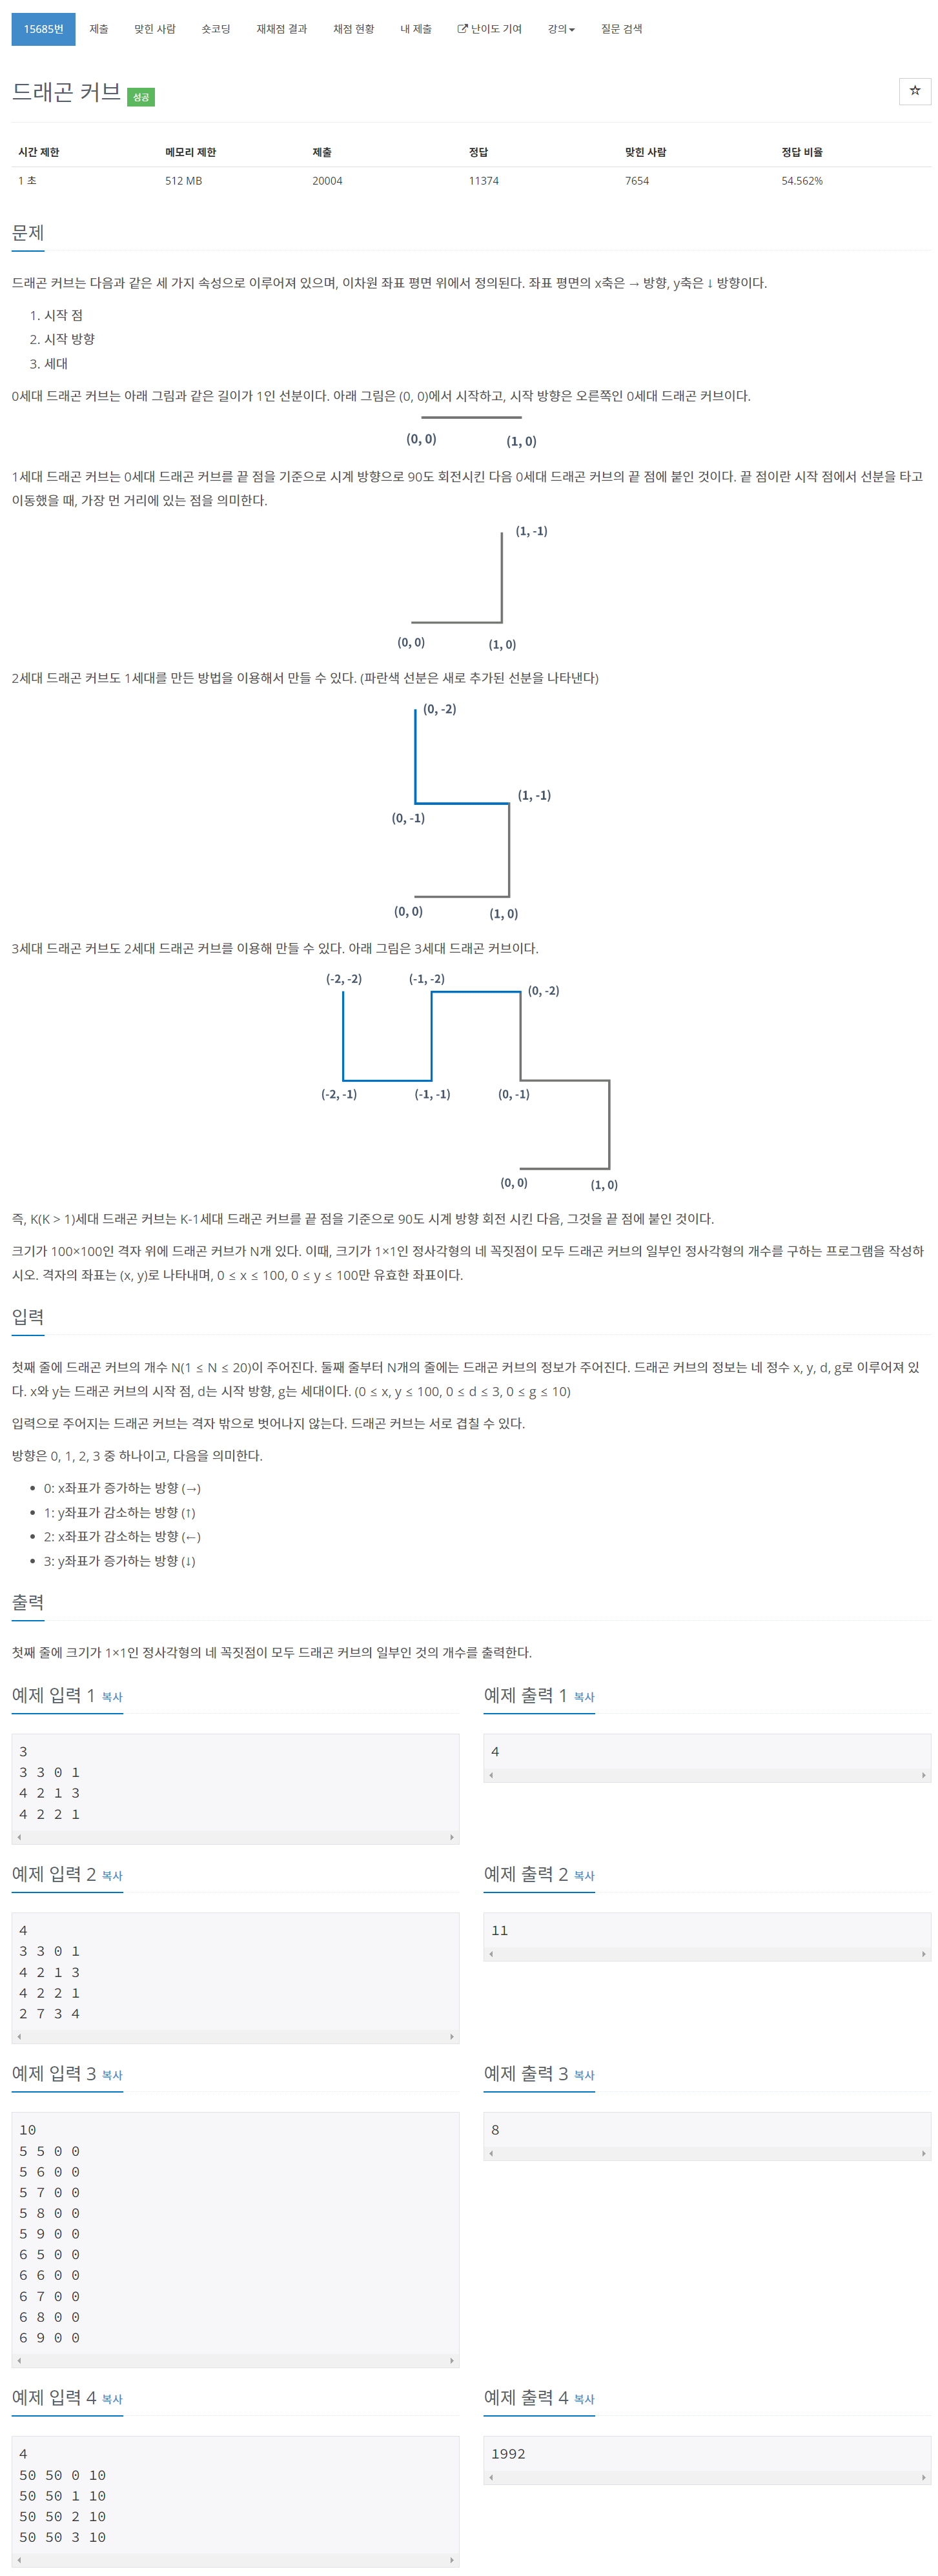 15685번 제출 맞힌 사람 숏코딩 재채점 결과 채점 현황 내 제출 난이도 기여 강의 질문 검색
드래곤 커브 성공
시간 제한 메모리 제한 제출 정답 맞힌 사람 정답 비율
1 초 512 MB 20004 11374 7654 54.562%
문제
드래곤 커브는 다음과 같은 세 가지 속성으로 이루어져 있으며, 이차원 좌표 평면 위에서 정의된다. 좌표 평면의 x축은 → 방향, y축은 ↓ 방향이다.
1. 시작 점
2. 시작 방향
3. 세대
0세대 드래곤 커브는 아래 그림과 같은 길이가 1인 선분이다. 아래 그림은 (0, 0)에서 시작하고, 시작 방향은 오른쪽인 0세대 드래곤 커브이다.
(0, 0) (1, 0)
1세대 드래곤 커브는 0세대 드래곤 커브를 끝 점을 기준으로 시계 방향으로 90도 회전시킨 다음 0세대 드래곤 커브의 끝 점에 붙인 것이다. 끝 점이란 시작 점에서 선분을 타고
이동했을 때, 가장 먼 거리에 있는 점을 의미한다.
(1, -1)
(0, 0) (1, 0)
2세대 드래곤 커브도 1세대를 만든 방법을 이용해서 만들 수 있다. (파란색 선분은 새로 추가된 선분을 나타낸다)
(0, -2)
(1, -1)
(0, -1)
(0, 0) (1, 0)
3세대 드래곤 커브도 2세대 드래곤 커브를 이용해 만들 수 있다. 아래 그림은 3세대 드래곤 커브이다.
(-2, -2) (-1, -2) (0, -2)
(-2, -1) (-1, -1) (0, -1)
(0, 0) (1, 0)
즉, K(K > 1)세대 드래곤 커브는 K-1세대 드래곤 커브를 끝 점을 기준으로 90도 시계 방향 회전 시킨 다음, 그것을 끝 점에 붙인 것이다.
크기가 100×100인 격자 위에 드래곤 커브가 N개 있다. 이때, 크기가 1×1인 정사각형의 네 꼭짓점이 모두 드래곤 커브의 일부인 정사각형의 개수를 구하는 프로그램을 작성하
시오. 격자의 좌표는 (x, y)로 나타내며, 0 ≤ x ≤ 100, 0 ≤ y ≤ 100만 유효한 좌표이다.
입력
첫째 줄에 드래곤 커브의 개수 N(1 ≤ N ≤ 20)이 주어진다. 둘째 줄부터 N개의 줄에는 드래곤 커브의 정보가 주어진다. 드래곤 커브의 정보는 네 정수 x, y, d, g로 이루어져 있
다. x와 y는 드래곤 커브의 시작 점, d는 시작 방향, g는 세대이다. (0 ≤ x, y ≤ 100, 0 ≤ d ≤ 3, 0 ≤ g ≤ 10)
입력으로 주어지는 드래곤 커브는 격자 밖으로 벗어나지 않는다. 드래곤 커브는 서로 겹칠 수 있다.
방향은 0, 1, 2, 3 중 하나이고, 다음을 의미한다.
• 0: x좌표가 증가하는 방향 (→)
• 1: y좌표가 감소하는 방향 (↑)
• 2: x좌표가 감소하는 방향 (←)
• 3: y좌표가 증가하는 방향 (↓)
출력
첫째 줄에 크기가 1×1인 정사각형의 네 꼭짓점이 모두 드래곤 커브의 일부인 것의 개수를 출력한다.
예제 입력 1 복사
3
3 3 0 1
4 2 1 3
4 2 2 1
예제 출력 1 복사
4
예제 입력 2 복사
4
3 3 0 1
4 2 1 3
4 2 2 1
2 7 3 4
예제 출력 2 복사
11
예제 입력 3 복사
10
5 5 0 0
5 6 0 0
5 7 0 0
5 8 0 0
5 9 0 0
6 5 0 0
6 6 0 0
6 7 0 0
6 8 0 0
6 9 0 0
예제 출력 3 복사
8
예제 입력 4 복사
4
50 50 0 10
50 50 1 10
50 50 2 10
50 50 3 10
예제 출력 4 복사
1992